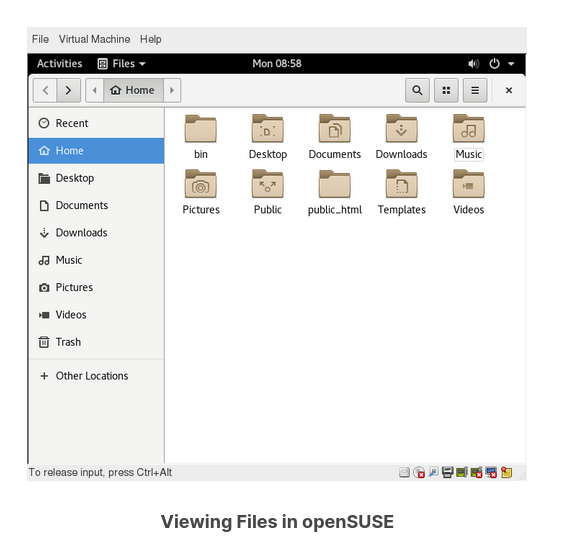 File Virtual Machine Help
Activities Files Mon 08:58
Home
Recent
Home
Desktop
Documents
Downloads
Music
Pictures
Videos
Trash
Other Locations
bin Desktop Documents Downloads Music
Pictures Public public_html Templates Videos
To release input, press Ctrl+Alt
Viewing Files in openSUSE